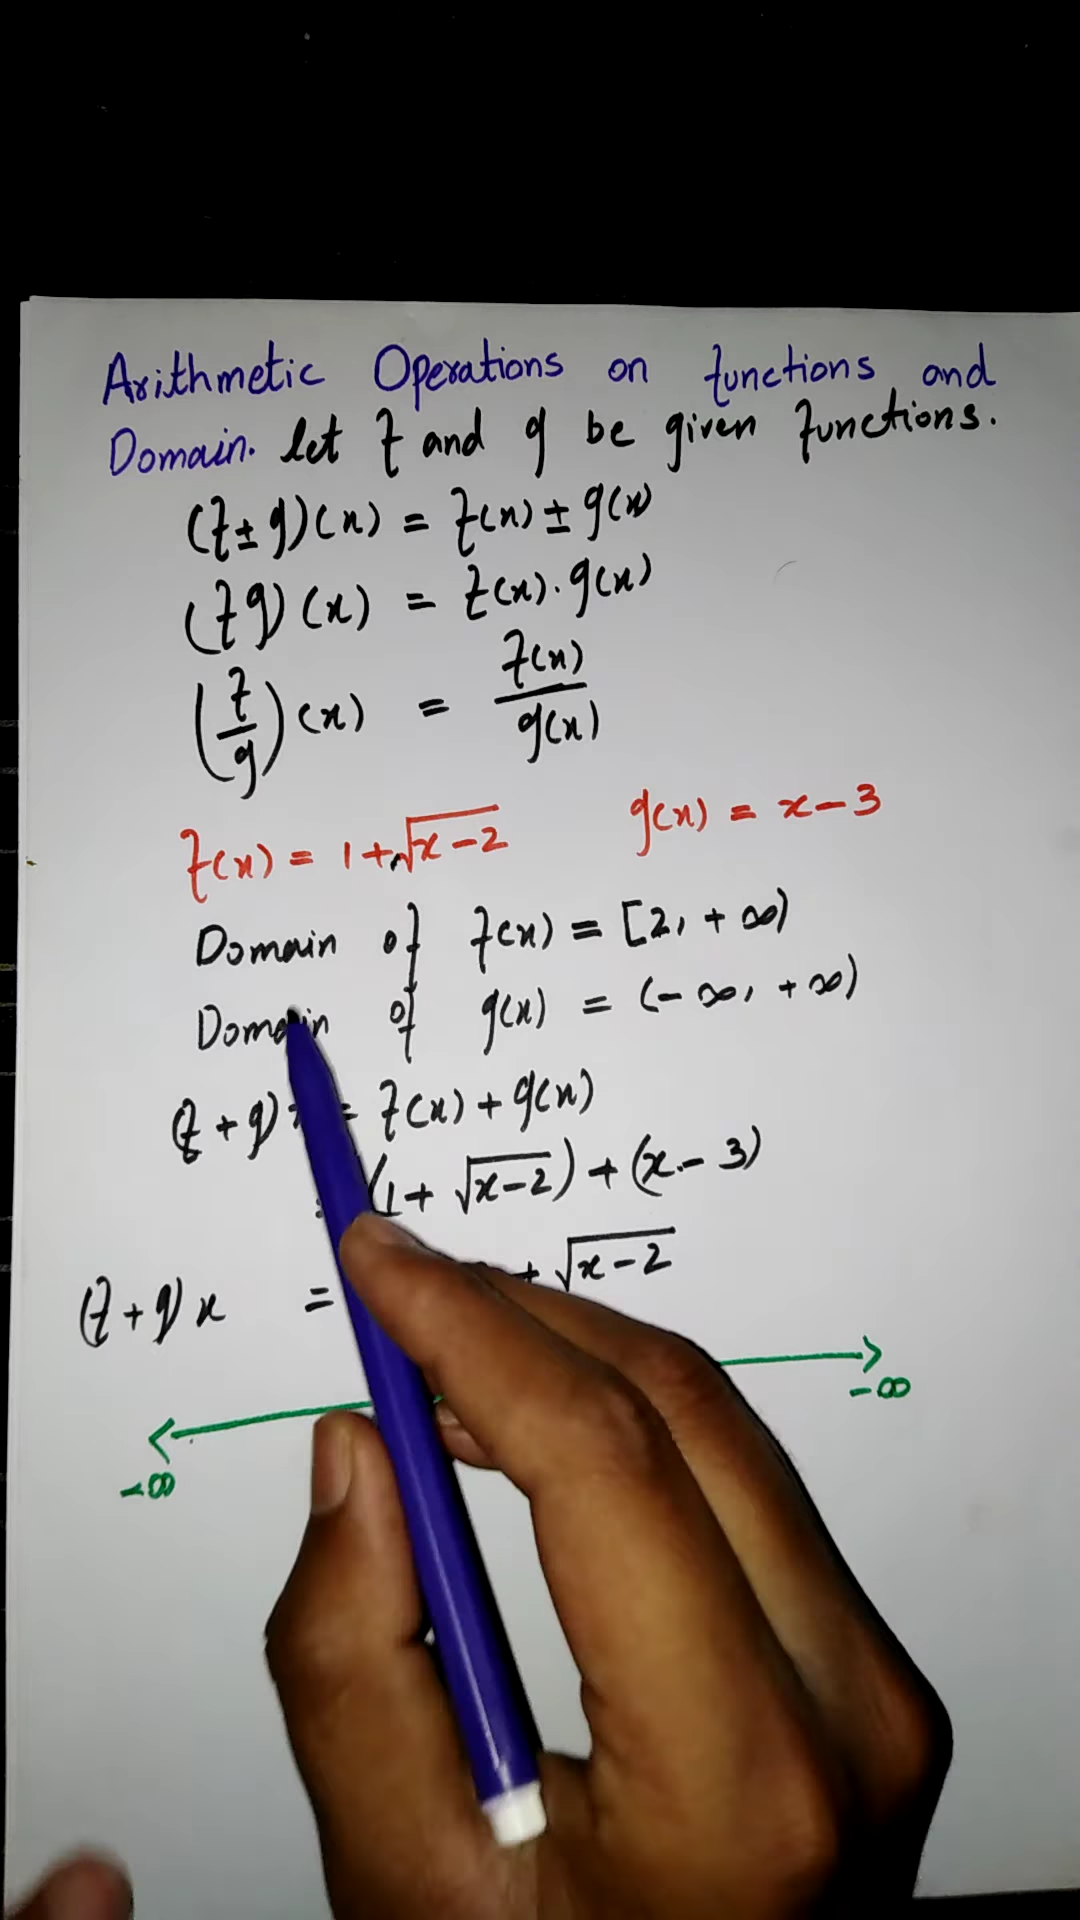 Arithmetic Operations on functions and
Domain. let f and g be given functions.
(f±g)(x) = f(x) ± g(x)
(fg)(x) = f(x).g(x)
(f/g)(x) = f(x)/g(x)
f(x) = 1+√x-2    g(x) = x-3
Domain of f(x) = [2, +∞)
Domain of g(x) = (-∞, +∞)
(f+g) = f(x)+g(x)
(1+ √x-2)+(x-3)
(f+g)x = + √x-2
-∞
-∞